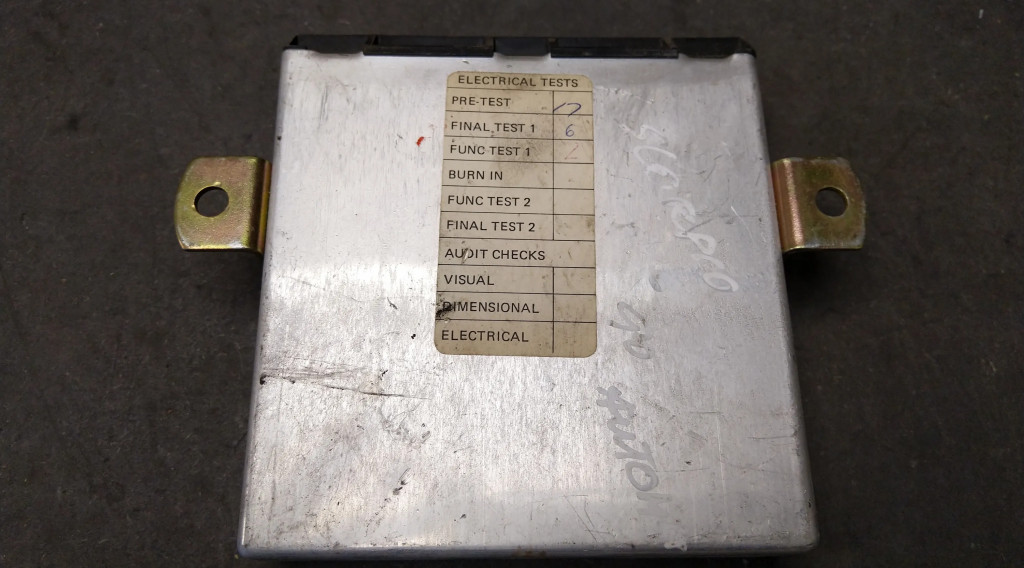 ELECTRICAL TESTS
PRE-TEST 17
FINAL TEST 1 6
FUNC TEST 1
BURN IN
FUNC TEST 2
FINAL TEST 2
AUDIT CHECKS
VISUAL
DIMENSIONAL
ELECTRICAL